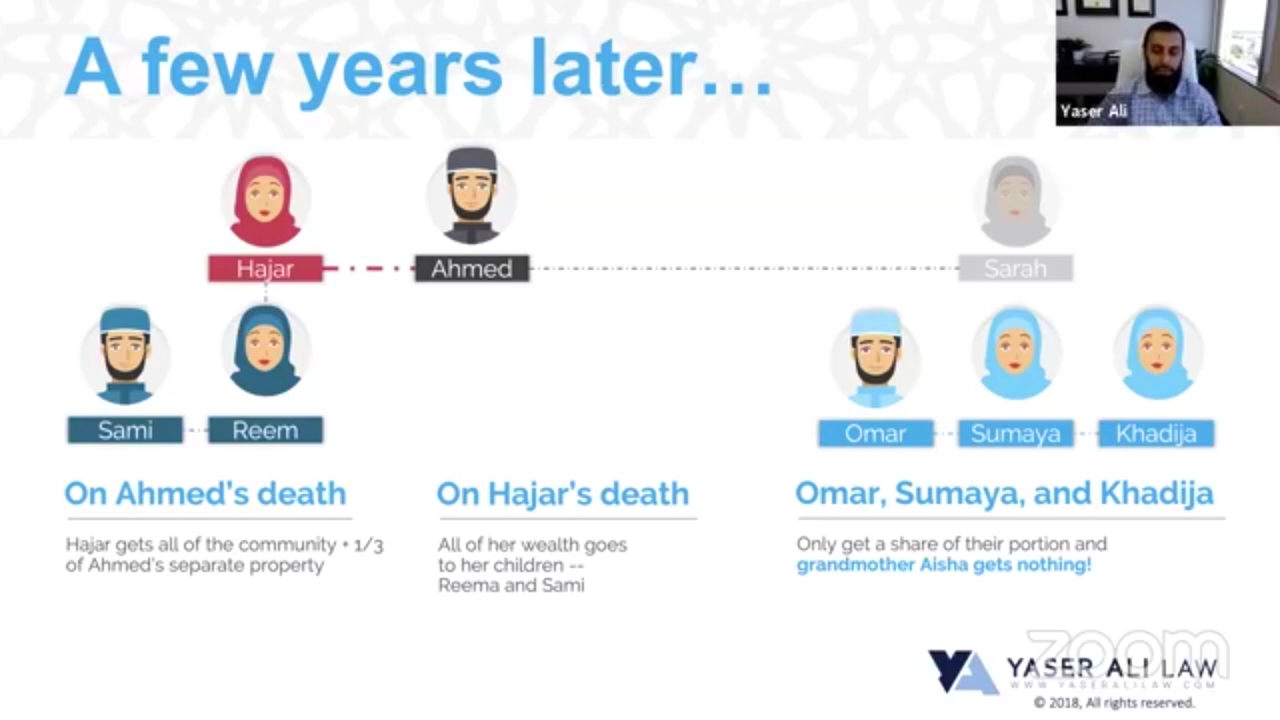 A few years later...
Yaser Ali
Hajar
Ahmed
Sarah
Sami
Reem
Omar
Sumaya
Khadija
On Ahmed's death
Hajar gets all of the community + 1/3
of Ahmed's separate property
On Hajar's death
All of her wealth goes
to her children --
Reema and Sami
Omar, Sumaya, and Khadija
Only get a share of their portion and
grandmother Aisha gets nothing!
zoom
YA YASER ALI LAW
WWW.YASERALILAW.COM
© 2018, All rights reserved.